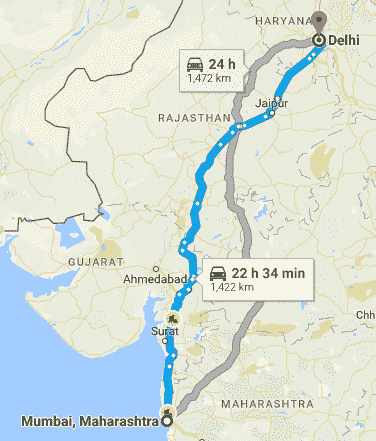 HARYANA
Delhi
24 h
1,472 km
Jaipur
RAJASTHAN
GUJARAT
Ahmedabad
22 h 34 min
1,422 km
Surat
Chh
MAHARASHTRA
Mumbai, Maharashtra